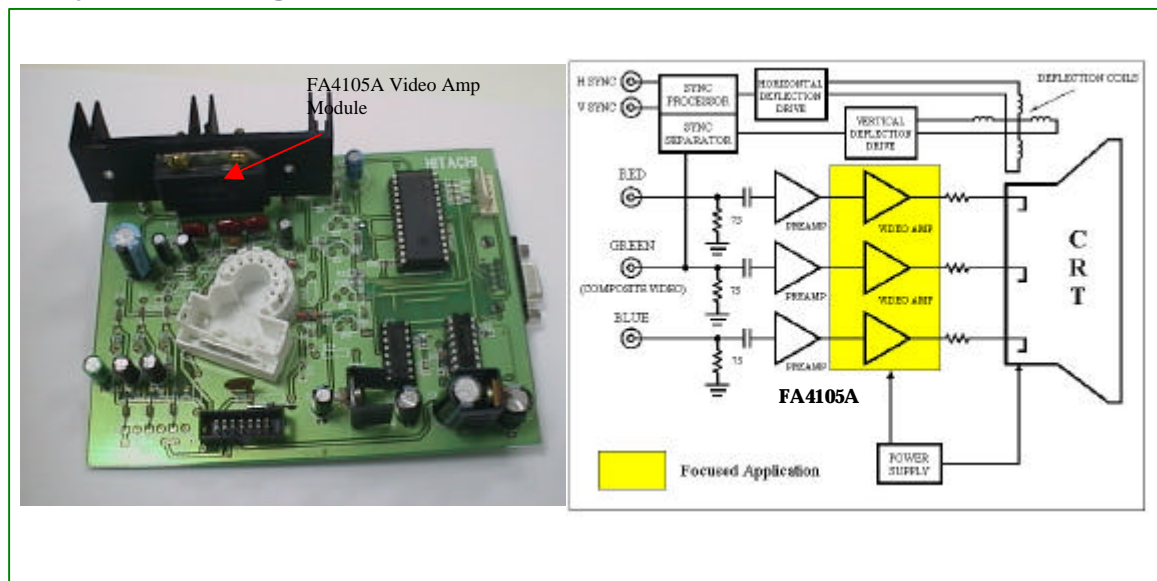 FA4105A Video Amp
Module
HITACHI
H SYNC
V SYNC
SYNC
PROCESSOR
SYNC
SEPARATOR
HORIZONTAL
DEFLECTION
DRIVE
VERTICAL
DEFLECTION
DRIVE
DEFLECTION COILS
RED
75
PREAMP
VIDEO AMP
GREEN
(COMPOSITE VIDEO)
75
PREAMP
VIDEO AMP
BLUE
75
PREAMP
VIDEO AMP
C
R
T
FA4105A
POWER
SUPPLY
Focused Application